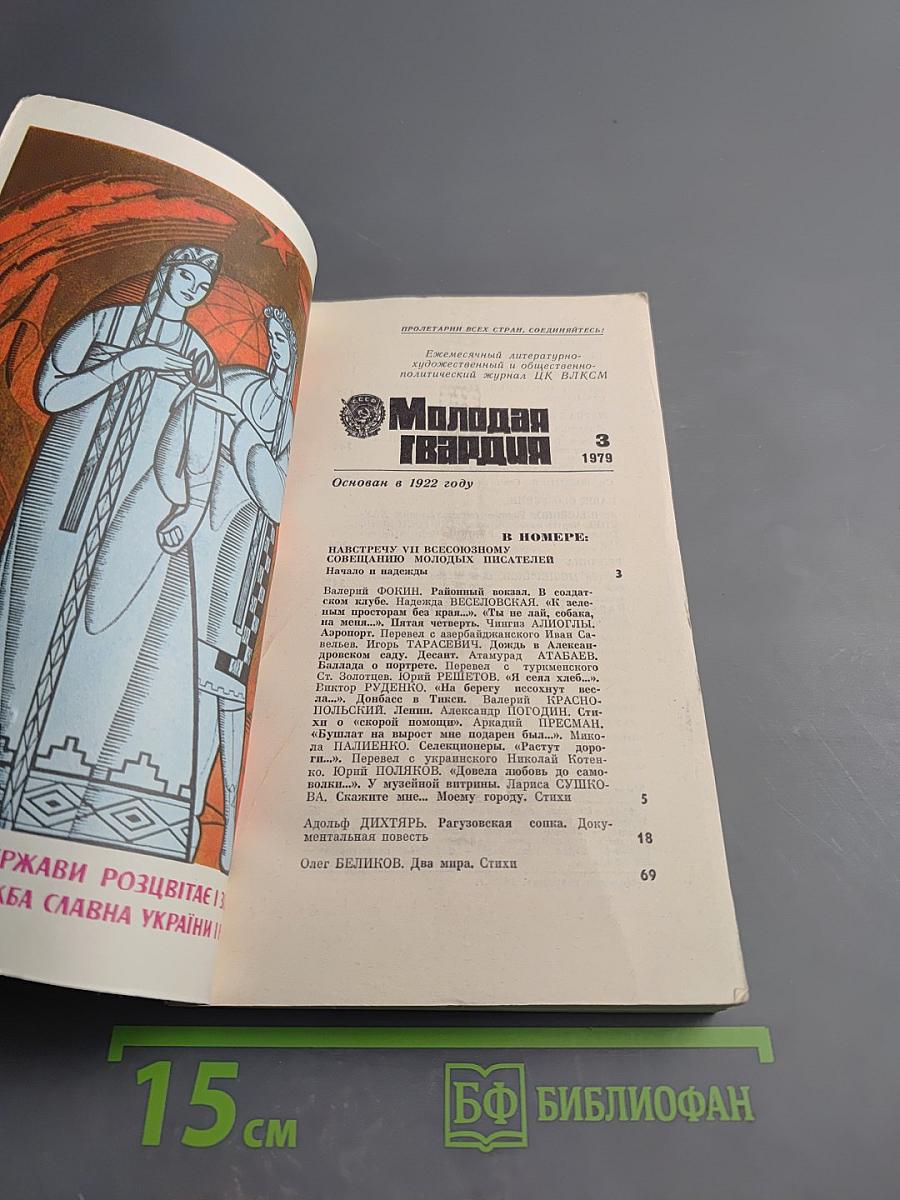 ЕРЖАВИ РОЗЦВІТАЄ І
ЖБА СЛАВНА УКРАЇНИ І
ПРОЛЕТАРИИ ВСЕХ СТРАН, СОЕДИНЯЙТЕСЬ!
Ежемесячный литературно-
художественный и общественно-
политический журнал ЦК ВЛКСМ
СССР
Молодая
гвардия
3
1979
Основан в 1922 году
В НОМЕРЕ:
НАВСТРЕЧУ VII ВСЕСОЮЗНОМУ
СОВЕЩАНИЮ МОЛОДЫХ ПИСАТЕЛЕЙ
Начало и надежды 3
Валерий ФОКИН. Районный вокзал. В солдат-
ском клубе. Надежда ВЕСЕЛОВСКАЯ. «К зеле-
ным просторам без края...». «Ты не лай, собака,
на меня...». Пятая четверть. Чингиз АЛИОГЛЫ.
Аэропорт. Перевел с азербайджанского Иван Са-
вельев. Игорь ТАРАСЕВИЧ. Дождь в Алексан-
дровском саду. Десант. Атамурад АТАБАЕВ.
Баллада о портрете. Перевел с туркменского
Ст. Золотцев. Юрий РЕШЕТОВ. «Я сеял хлеб...».
Виктор РУДЕНКО. «На берегу иссохнут вес-
ла...». Донбасс в Тикси. Валерий КРАСНО-
ПОЛЬСКИЙ. Ленин. Александр ПОГОДИН. Сти-
хи о «скорой помощи». Аркадий ПРЕСМАН.
«Бушлат на вырост мне подарен был...». Мико-
ла ПАЛИЕНКО. Селекционеры. «Растут доро-
ги...». Перевел с украинского Николай Котен-
ко. Юрий ПОЛЯКОВ. «Довела любовь до само-
волки...». У музейной витрины. Лариса СУШКО-
ВА. Скажите мне... Моему городу. Стихи 5
Адольф ДИХТЯРЬ. Рагузовская сопка. Доку-
ментальная повесть 18
Олег БЕЛИКОВ. Два мира. Стихи 69
15 см
БФ БИБЛИОФАН